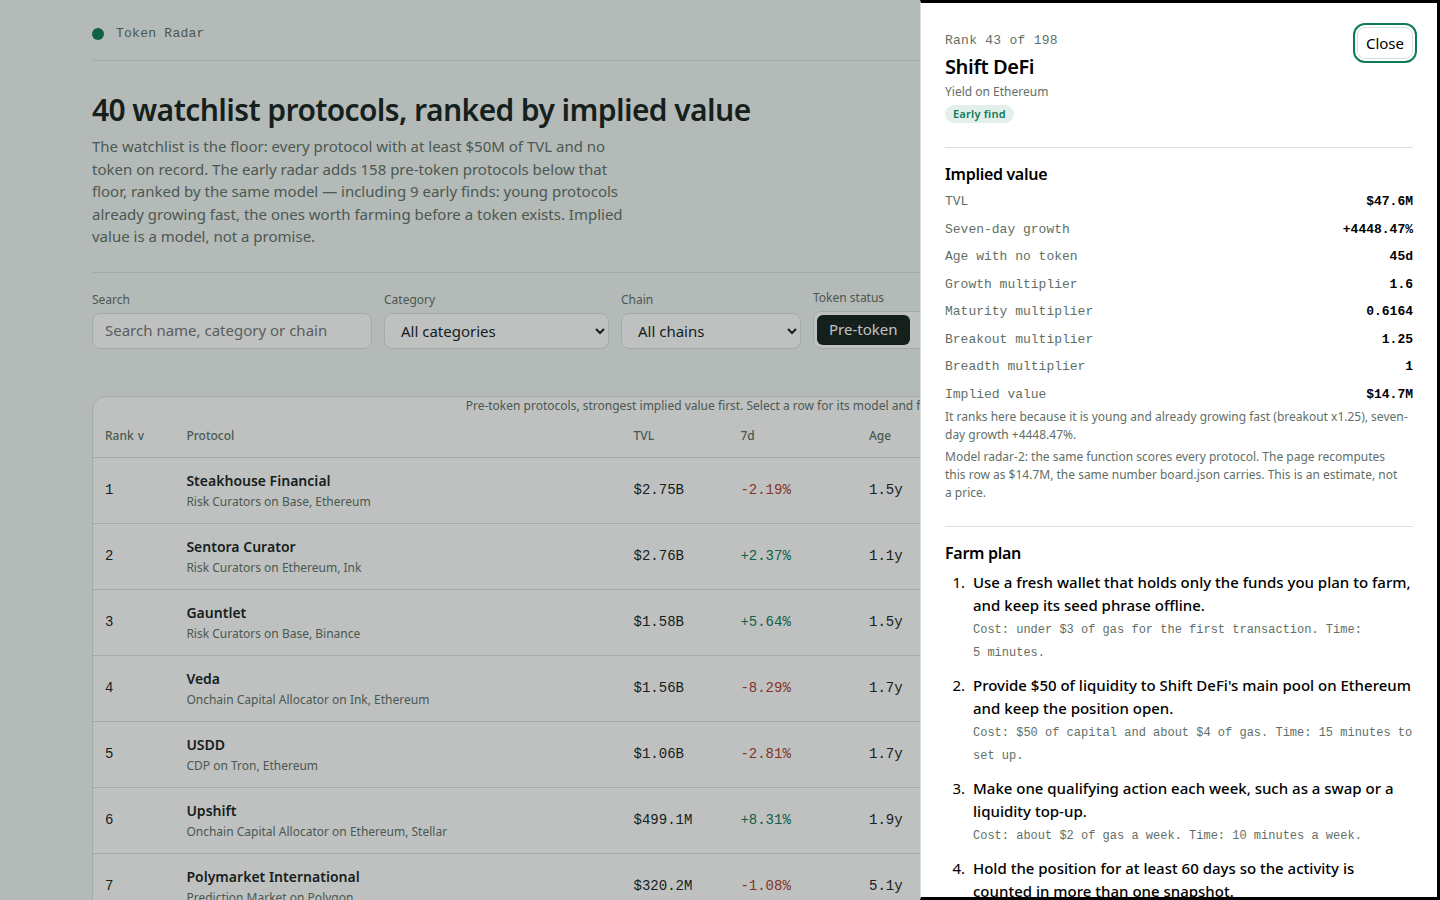 Token Radar
40 watchlist protocols, ranked by implied value
The watchlist is the floor: every protocol with at least $50M of TVL and no
token on record. The early radar adds 158 pre-token protocols below that
floor, ranked by the same model — including 9 early finds: young protocols
already growing fast, the ones worth farming before a token exists. Implied
value is a model, not a promise.
Search
Category
Chain
Token status
Search name, category or chain
All categories
All chains
Pre-token
Pre-token protocols, strongest implied value first. Select a row for its model and f
Rank v Protocol TVL 7d Age
1 Steakhouse Financial $2.75B -2.19% 1.5y
Risk Curators on Base, Ethereum
2 Sentora Curator $2.76B +2.37% 1.1y
Risk Curators on Ethereum, Ink
3 Gauntlet $1.58B +5.64% 1.5y
Risk Curators on Base, Binance
4 Veda $1.56B -8.29% 1.7y
Onchain Capital Allocator on Ink, Ethereum
5 USDD $1.06B -2.81% 1.7y
CDP on Tron, Ethereum
6 Upshift $499.1M +8.31% 1.9y
Onchain Capital Allocator on Ethereum, Stellar
7 Polymarket International $320.2M -1.08% 5.1y
Prediction Market on Polygon
Rank 43 of 198
Close
Shift DeFi
Yield on Ethereum
Early find
Implied value
TVL $47.6M
Seven-day growth +4448.47%
Age with no token 45d
Growth multiplier 1.6
Maturity multiplier 0.6164
Breakout multiplier 1.25
Breadth multiplier 1
Implied value $14.7M
It ranks here because it is young and already growing fast (breakout x1.25), seven-
day growth +4448.47%.
Model radar-2: the same function scores every protocol. The page recomputes
this row as $14.7M, the same number board.json carries. This is an estimate, not
a price.
Farm plan
1. Use a fresh wallet that holds only the funds you plan to farm,
and keep its seed phrase offline.
Cost: under $3 of gas for the first transaction. Time:
5 minutes.
2. Provide $50 of liquidity to Shift DeFi's main pool on Ethereum
and keep the position open.
Cost: $50 of capital and about $4 of gas. Time: 15 minutes to
set up.
3. Make one qualifying action each week, such as a swap or a
liquidity top-up.
Cost: about $2 of gas a week. Time: 10 minutes a week.
4. Hold the position for at least 60 days so the activity is
counted in more than one snapshot.